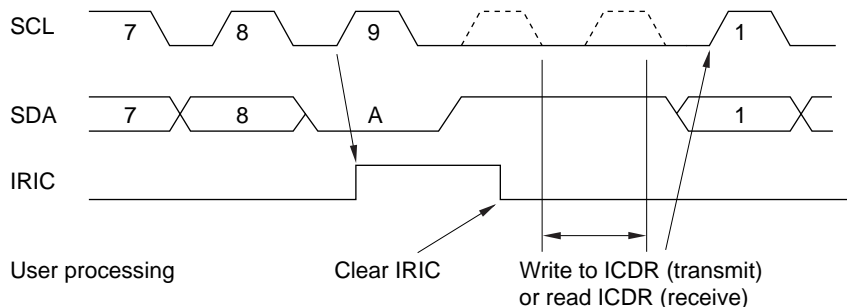 SCL 7 8 9 1
SDA 7 8 A 1
IRIC
User processing Clear IRIC Write to ICDR (transmit)
or read ICDR (receive)